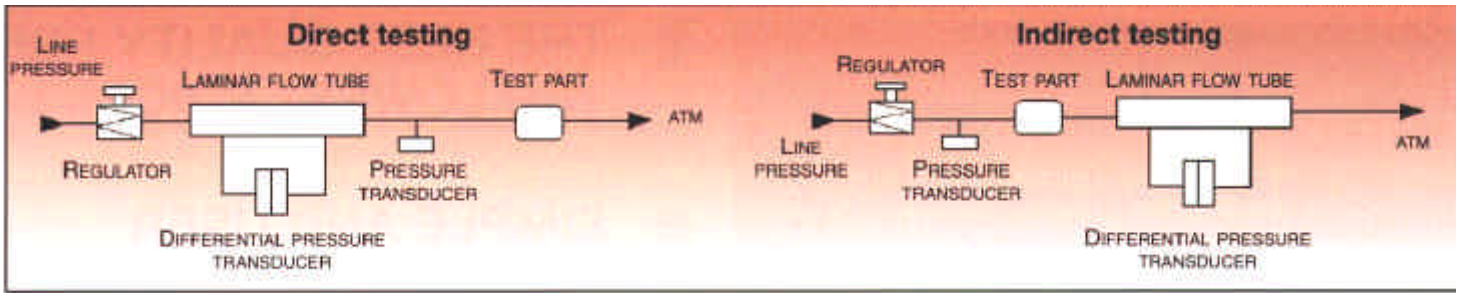 Direct testing
LINE
PRESSURE
LAMINAR FLOW TUBE
TEST PART
ATM
REGULATOR
PRESSURE
TRANSDUCER
DIFFERENTIAL PRESSURE
TRANSDUCER
Indirect testing
REGULATOR
TEST PART
LAMINAR FLOW TUBE
LINE
PRESSURE
PRESSURE
TRANSDUCER
ATM
DIFFERENTIAL PRESSURE
TRANSDUCER